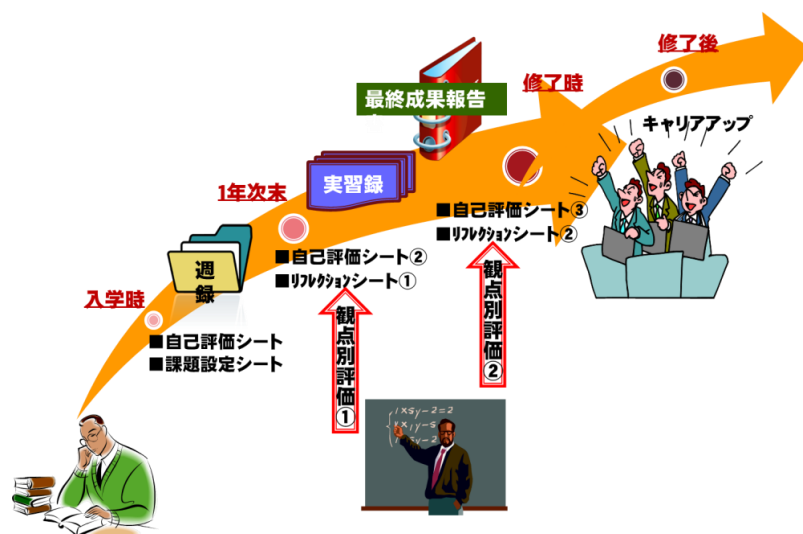 修了後
修了時
最終成果報告
キャリアアップ
実習録
1年次末
■自己評価シート③
■ﾘﾌﾚｸｼｮﾝシート②
■自己評価シート②
■ﾘﾌﾚｸｼｮﾝシート①
週
録
入学時
■自己評価シート
■課題設定シート
観点別評価①
観点別評価②